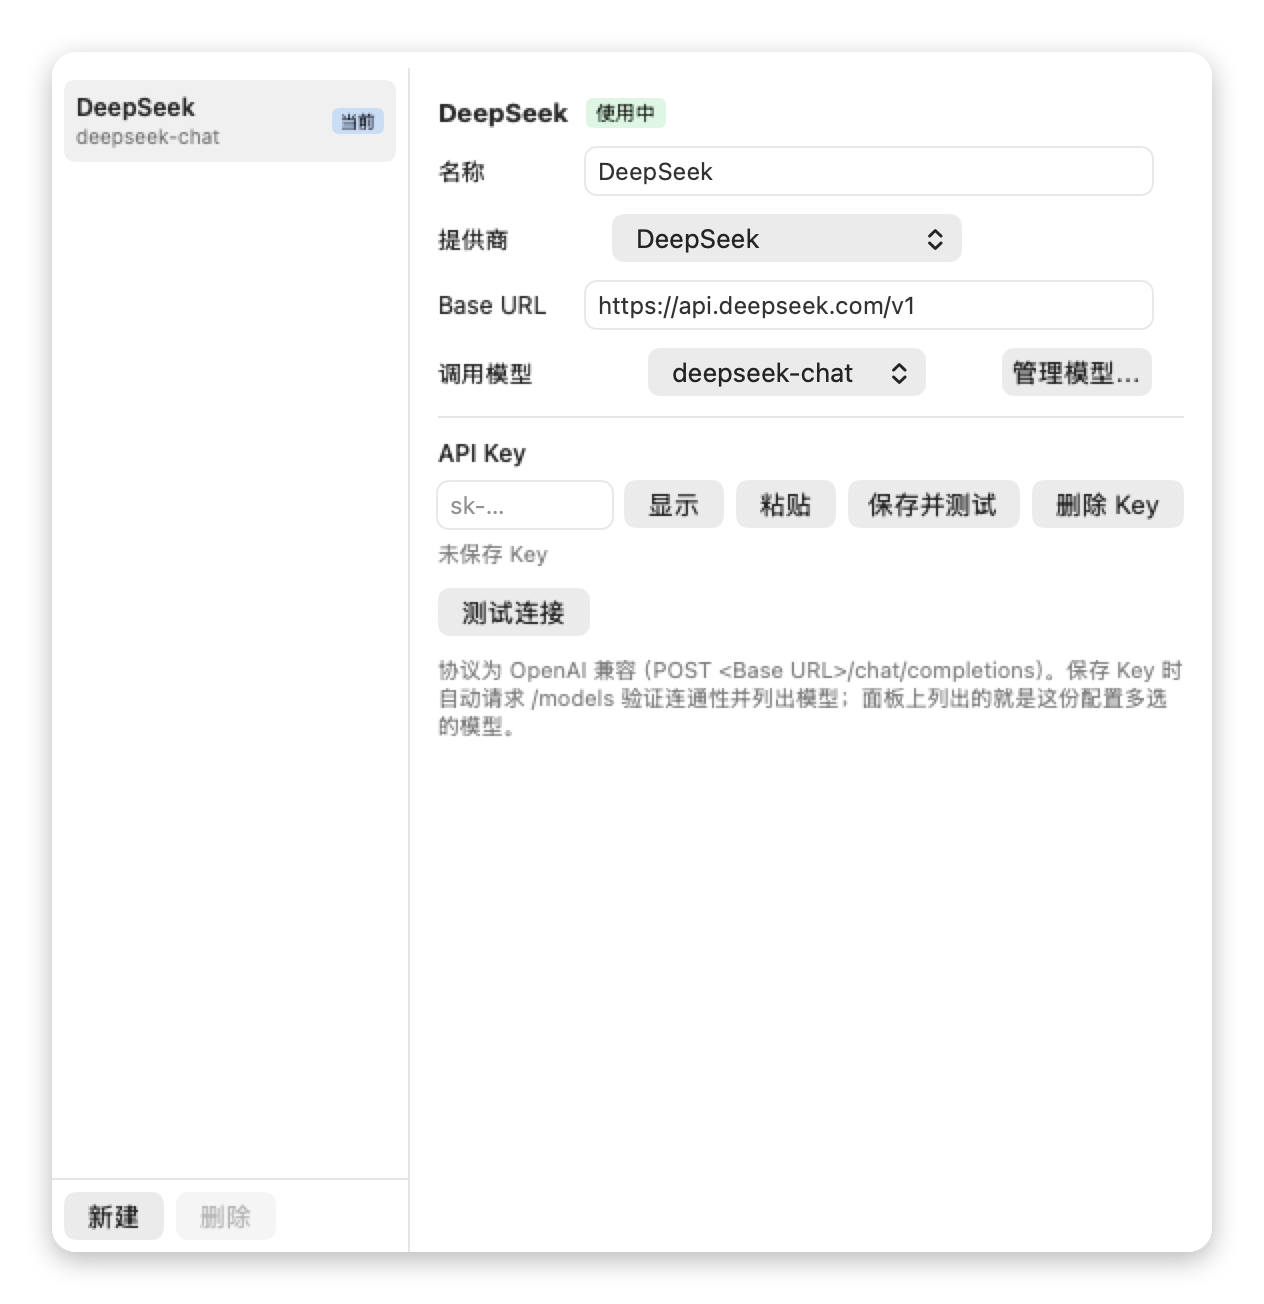 DeepSeek
deepseek-chat
当前
新建
删除
DeepSeek 使用中
名称 DeepSeek
提供商 DeepSeek
Base URL https://api.deepseek.com/v1
调用模型 deepseek-chat 管理模型...
API Key
sk-... 显示 粘贴 保存并测试 删除 Key
未保存 Key
测试连接
协议为 OpenAI 兼容（POST <Base URL>/chat/completions）。保存 Key 时
自动请求 /models 验证连通性并列出模型；面板上列出的就是这份配置多选
的模型。